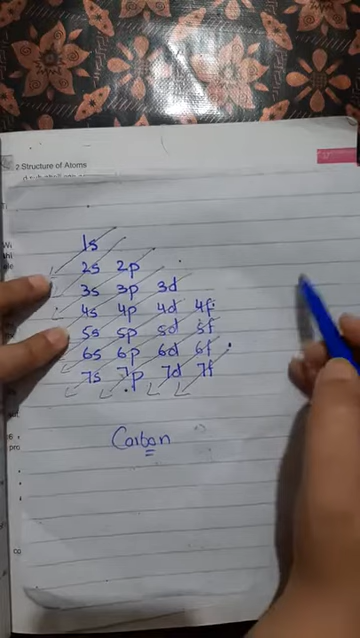 2 Structure of Atoms
1s
2s 2p
3s 3p 3d
4s 4p 4d 4f
5s 5p 5d 5f
6s 6p 6d 6f
7s 7p 7d 7f
Carbon